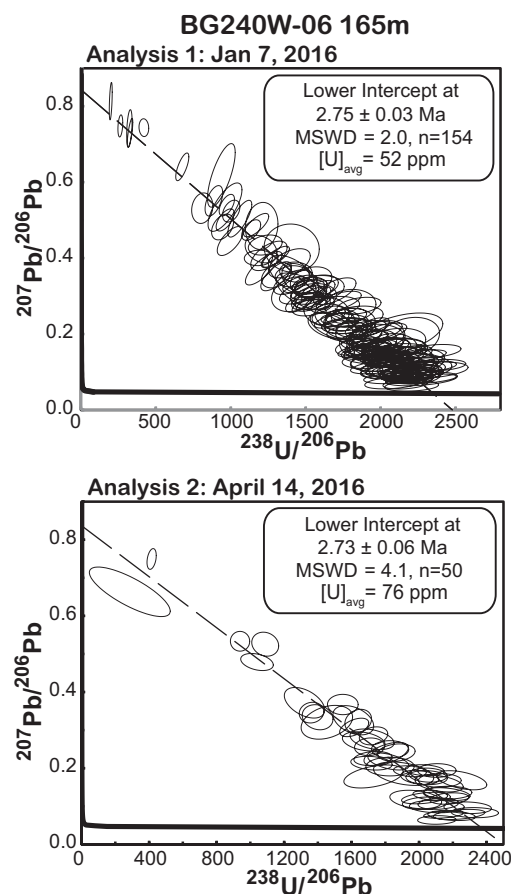 BG240W-06 165m
Analysis 1: Jan 7, 2016
Lower Intercept at
2.75 ± 0.03 Ma
MSWD = 2.0, n=154
[U]avg= 52 ppm
0.8
0.6
0.4
0.2
0.0
207Pb/206Pb
0 500 1000 1500 2000 2500
238U/206Pb
Analysis 2: April 14, 2016
Lower Intercept at
2.73 ± 0.06 Ma
MSWD = 4.1, n=50
[U]avg= 76 ppm
0.8
0.6
0.4
0.2
0.0
207Pb/206Pb
0 400 800 1200 1600 2000 2400
238U/206Pb